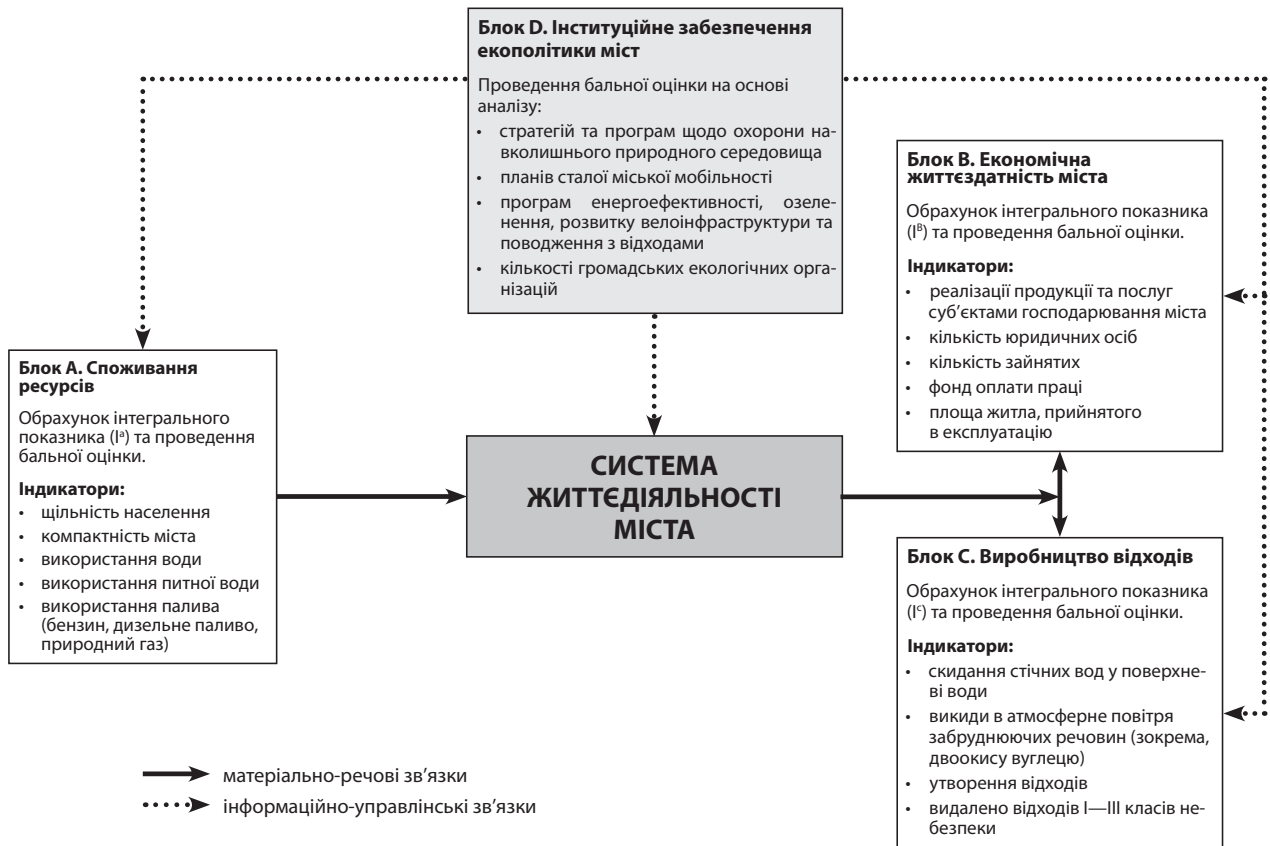 Блок D. Інституційне забезпечення
екополітики міст
Проведення бальної оцінки на основі
аналізу:
• стратегій та програм щодо охорони на-
вколишнього природного середовища
• планів сталої міської мобільності
• програм енергоефективності, озеле-
нення, розвитку велоінфраструктури та
поводження з відходами
• кількості громадських екологічних орга-
нізацій
Блок А. Споживання
ресурсів
Обрахунок інтегрального
показника (Iᵃ) та проведення
бальної оцінки.
Індикатори:
• щільність населення
• компактність міста
• використання води
• використання питної води
• використання палива
(бензин, дизельне паливо,
природний газ)
СИСТЕМА
ЖИТТЄДІЯЛЬНОСТІ
МІСТА
Блок В. Економічна
життєздатність міста
Обрахунок інтегрального показника
(Iᴮ) та проведення бальної оцінки.
Індикатори:
• реалізації продукції та послуг
суб’єктами господарювання міста
• кількість юридичних осіб
• кількість зайнятих
• фонд оплати праці
• площа житла, прийнятого
в експлуатацію
Блок С. Виробництво відходів
Обрахунок інтегрального показника
(Iᶜ) та проведення бальної оцінки.
Індикатори:
• скидання стічних вод у поверхне-
ві води
• викиди в атмосферне повітря
забруднюючих речовин (зокрема,
двоокису вуглецю)
• утворення відходів
• видалено відходів I—III класів не-
безпеки
матеріально-речові зв’язки
інформаційно-управлінські зв’язки